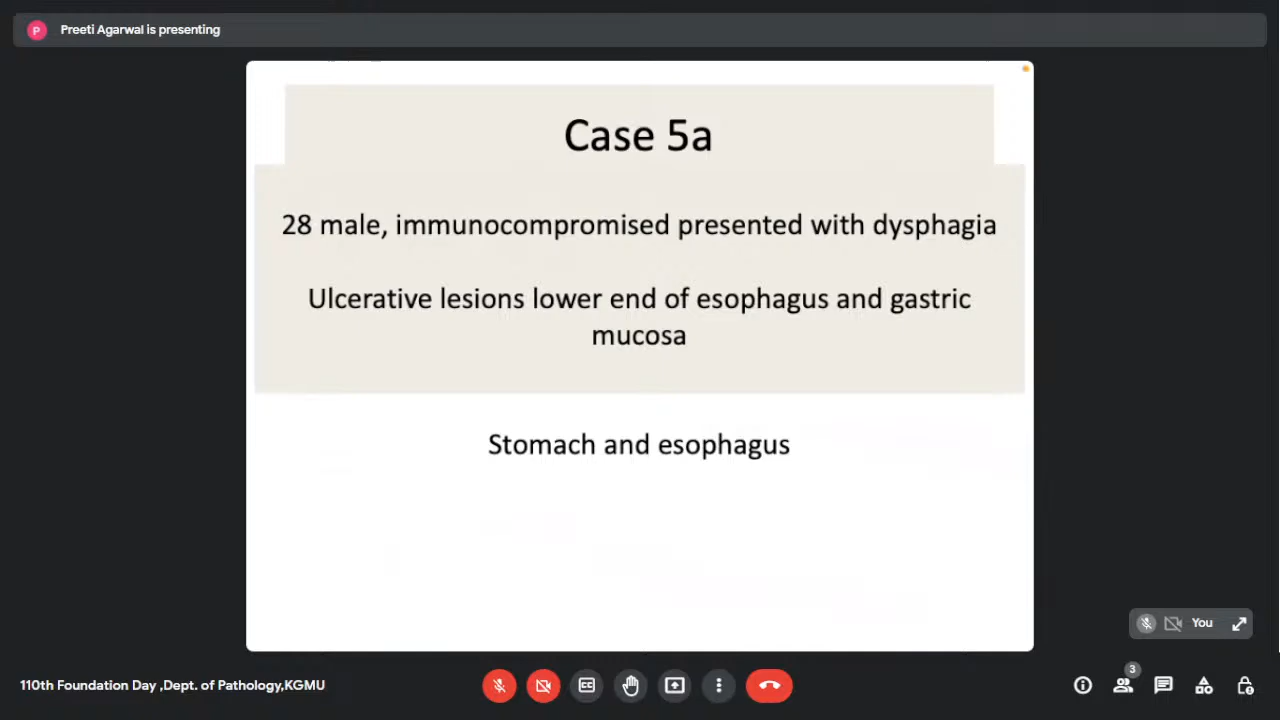 P Preeti Agarwal is presenting
Case 5a
28 male, immunocompromised presented with dysphagia
Ulcerative lesions lower end of esophagus and gastric
mucosa
Stomach and esophagus
You
3
110th Foundation Day ,Dept. of Pathology,KGMU
CC